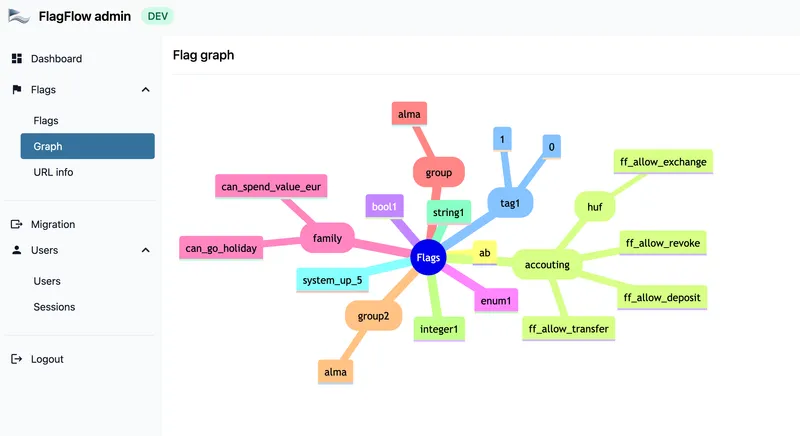 FlagFlow admin DEV
Dashboard
Flags
Flags
Graph
URL info
Migration
Users
Users
Sessions
Logout
Flag graph
alma
1
0
ff_allow_exchange
group
can_spend_value_eur
tag1
bool1
string1
huf
family
can_go_holiday
ff_allow_revoke
ab
Flags
accouting
system_up_5
enum1
ff_allow_deposit
group2
integer1
ff_allow_transfer
alma